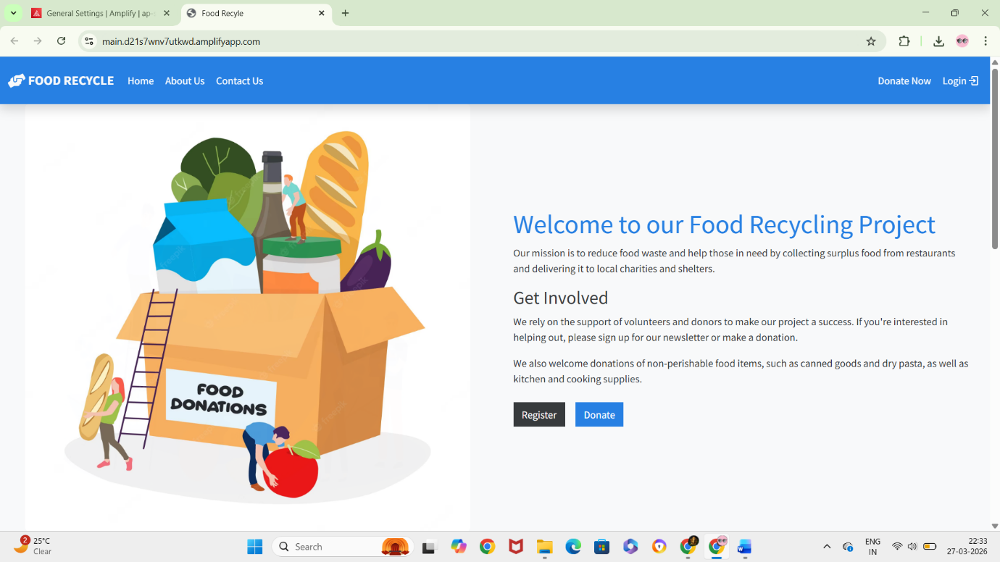 General Settings | Amplify | ap-
Food Recyle
main.d21s7wnv7utkwd.amplifyapp.com
FOOD RECYCLE
Home
About Us
Contact Us
Donate Now
Login
FOOD
DONATIONS
Welcome to our Food Recycling Project
Our mission is to reduce food waste and help those in need by collecting surplus food from restaurants
and delivering it to local charities and shelters.
Get Involved
We rely on the support of volunteers and donors to make our project a success. If you're interested in
helping out, please sign up for our newsletter or make a donation.
We also welcome donations of non-perishable food items, such as canned goods and dry pasta, as well as
kitchen and cooking supplies.
Register
Donate
2
25°C
Clear
Search
ENG
IN
22:33
27-03-2026